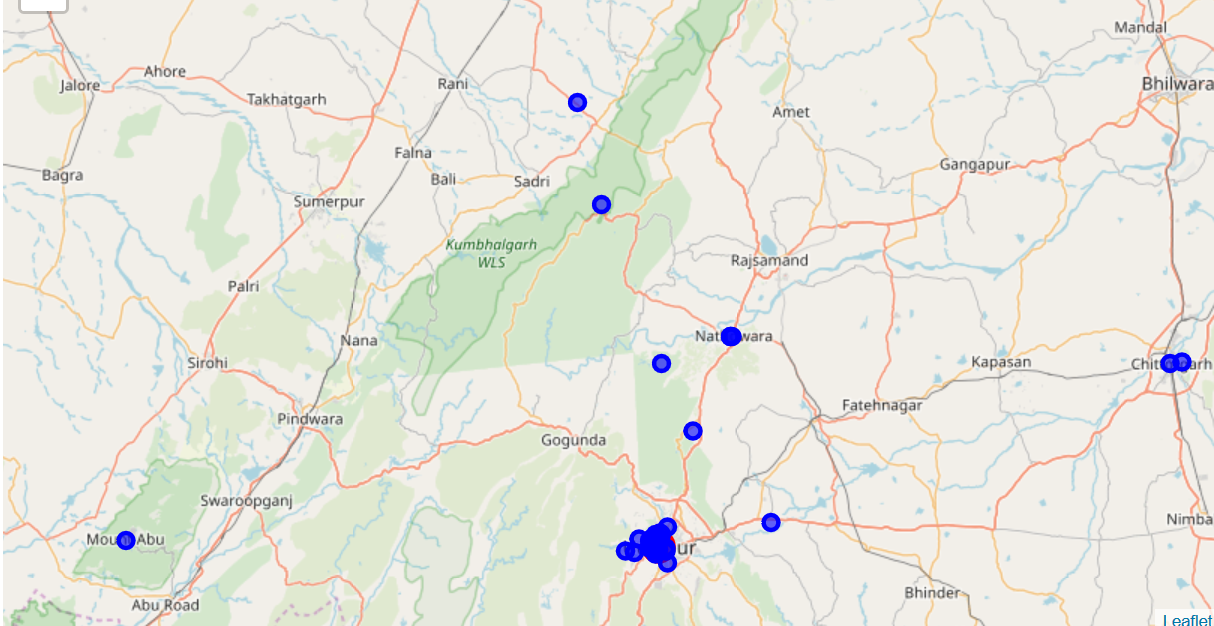 Mandal
Ahore
Jalore
Rani
Bhilwara
Takhatgarh
Amet
Falna
Gangapur
Bagra
Bali
Sadri
Sumerpur
Kumbhalgarh
WLS
Rajsamand
Palri
Nana
Sirohi
Kapasan
Fatehnagar
Pindwara
Gogunda
Swaroopganj
Nimba
Abu
Bhinder
Abu Road
Leaflet